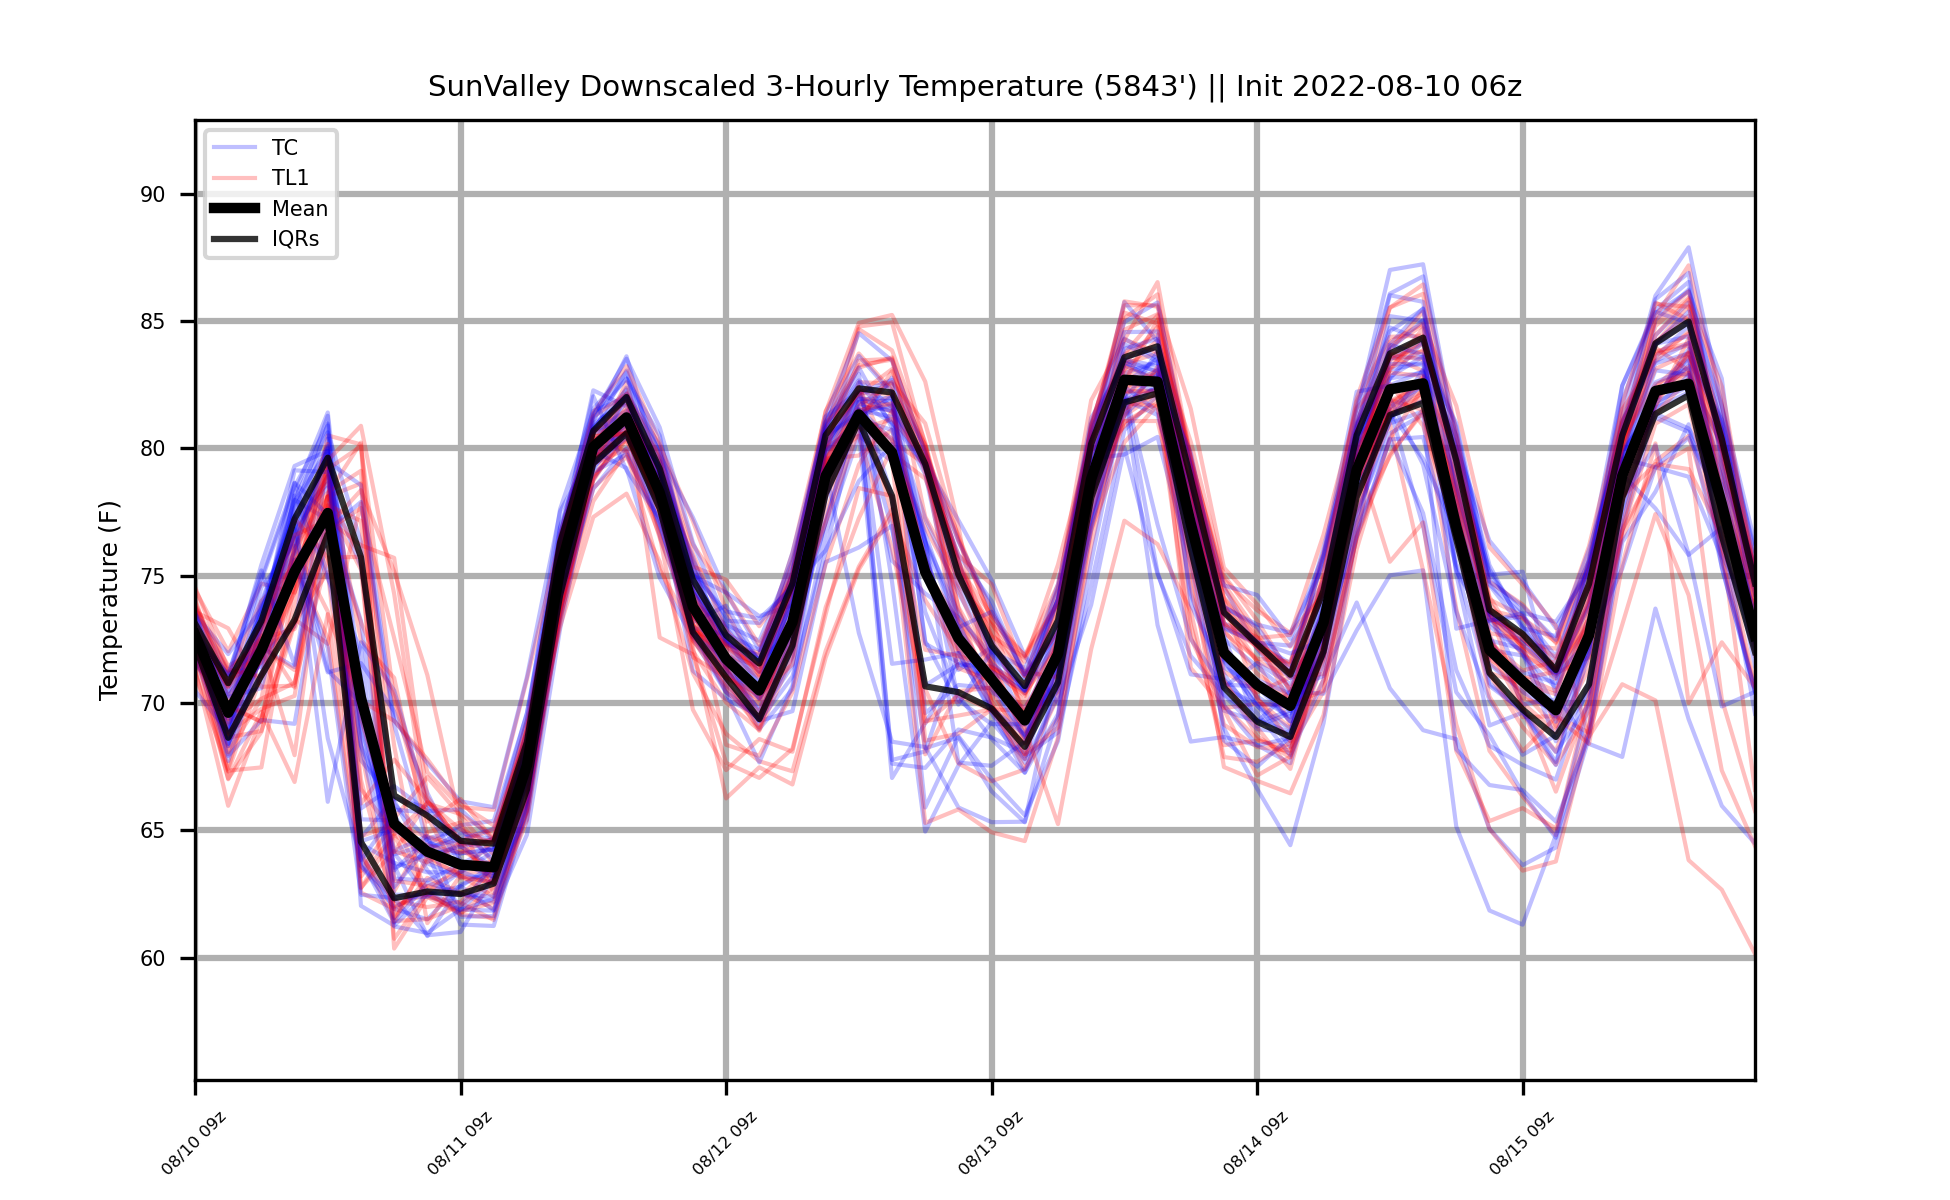 SunValley Downscaled 3-Hourly Temperature (5843') || Init 2022-08-10 06z
TC
TL1
Mean
IQRs
Temperature (F)
90
85
80
75
70
65
60
08/10 09z
08/11 09z
08/12 09z
08/13 09z
08/14 09z
08/15 09z